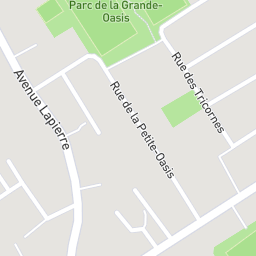 Parc de la Grande-
Oasis
Avenue Lapierre
Rue de la Petite-Oasis
Rue des Tricornes